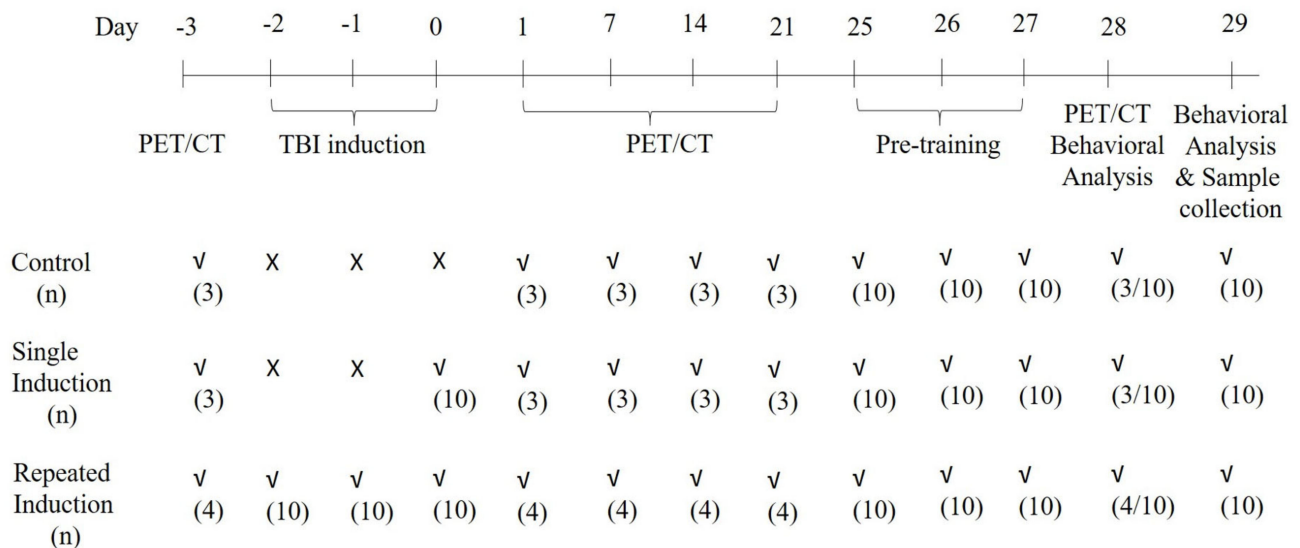 Day -3 -2 -1 0 1 7 14 21 25 26 27 28 29
PET/CT TBI induction PET/CT Pre-training PET/CT Behavioral
Behavioral Analysis
Analysis & Sample
collection
Control √ X X X √ √ √ √ √ √ √ √ √
(n) (3) (3) (3) (3) (3) (10) (10) (10) (3/10) (10)
Single
Induction √ X X √ √ √ √ √ √ √ √ √ √
(n) (3) (10) (3) (3) (3) (3) (10) (10) (10) (3/10) (10)
Repeated √ √ √ √ √ √ √ √ √ √ √ √ √
Induction (4) (10) (10) (10) (4) (4) (4) (4) (10) (10) (10) (4/10) (10)
(n)